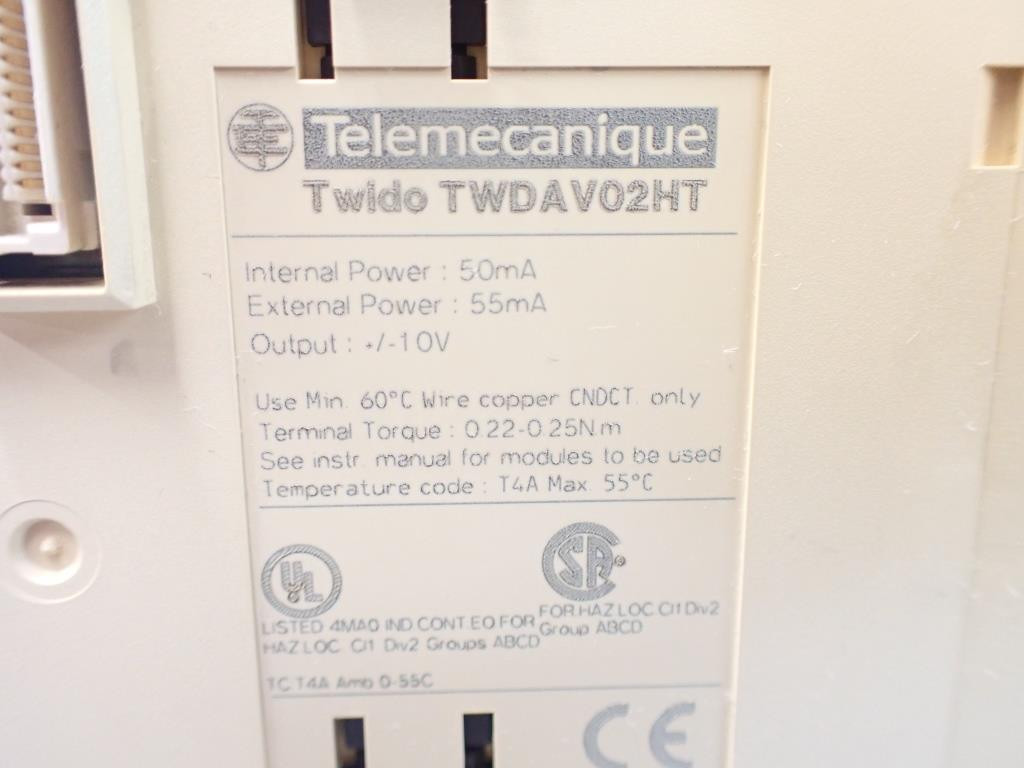 Telemecanique
Twido TWDAV02HT
Internal Power : 50mA
External Power : 55mA
Output : +/-10V
Use Min. 60°C Wire copper CNDCT. only
Terminal Torque : 0.22-0.25N.m
See instr. manual for modules to be used
Temperature code : T4A Max. 55°C
UL
LISTED 4MA0 IND.CONT.EQ FOR
HAZ LOC. Cl1 Div2 Groups ABCD
SA®
FOR HAZ LOC Cl1 Div2
Group ABCD
TC T4A Amb 0-55C
CE